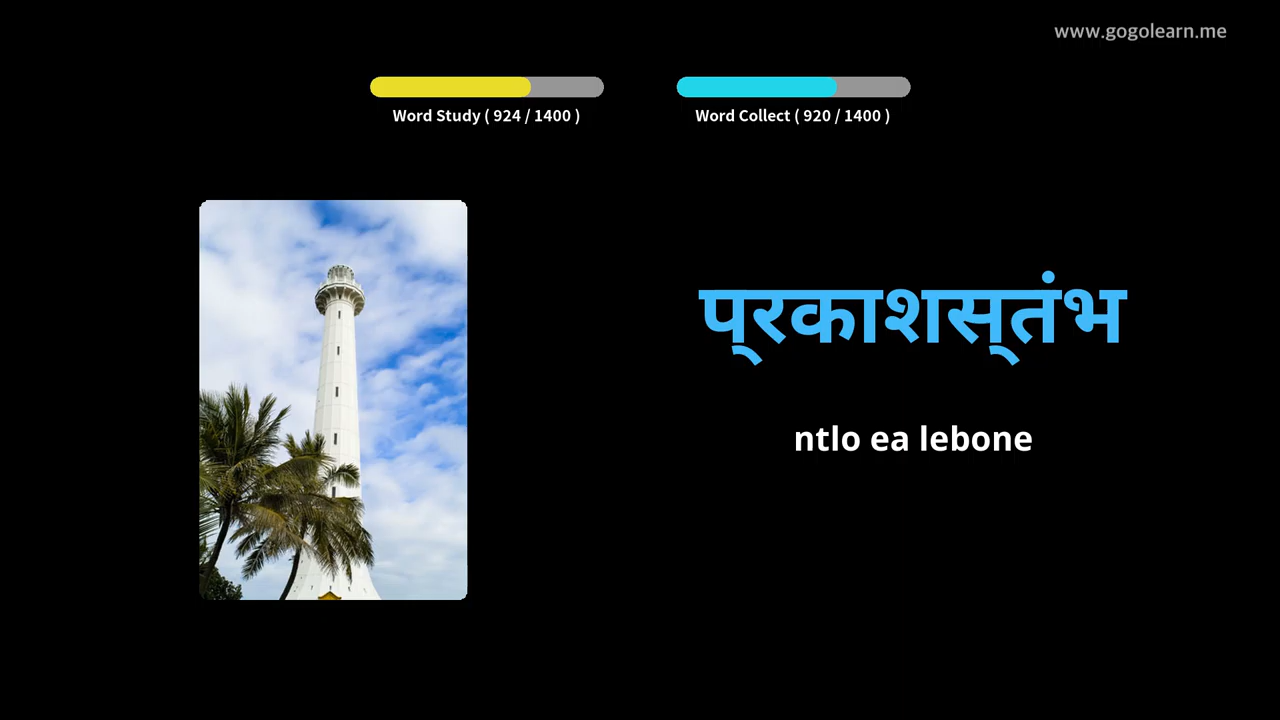 www.gogolearn.me
Word Study ( 924 / 1400 )
Word Collect ( 920 / 1400 )
प्रकाशस्तंभ
ntlo ea lebone